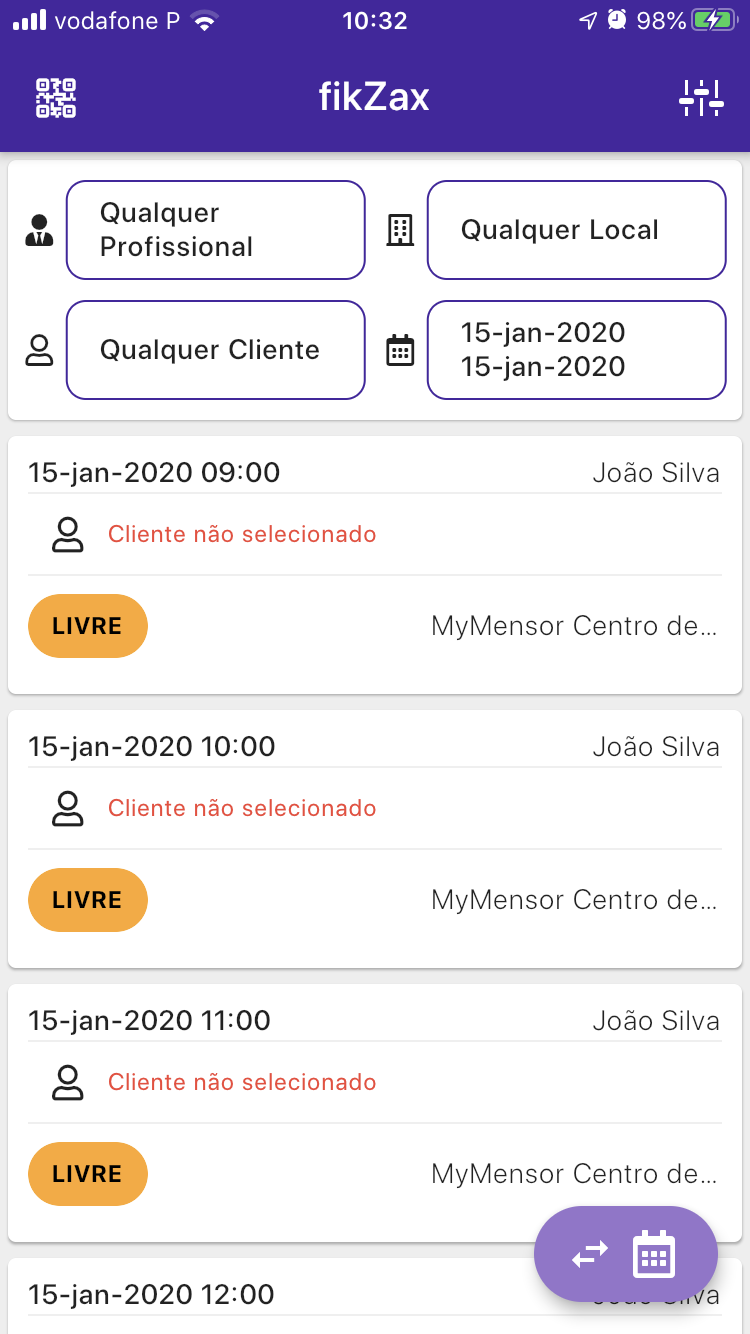 vodafone P 10:32 98%
fikZax
Qualquer
Profissional
Qualquer Local
Qualquer Cliente
15-jan-2020
15-jan-2020
15-jan-2020 09:00 João Silva
Cliente não selecionado
LIVRE MyMensor Centro de...
15-jan-2020 10:00 João Silva
Cliente não selecionado
LIVRE MyMensor Centro de...
15-jan-2020 11:00 João Silva
Cliente não selecionado
LIVRE MyMensor Centro de...
15-jan-2020 12:00 João Silva